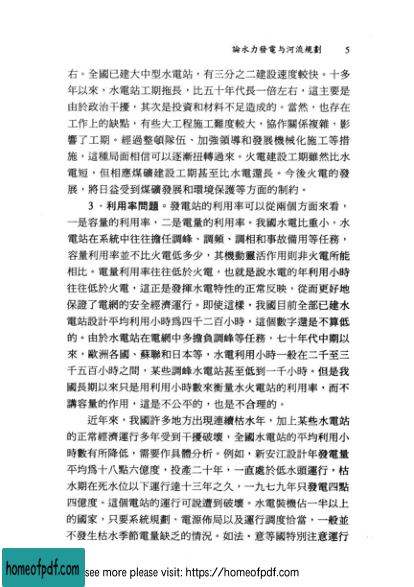 論水力發電与河流規劃 5
右。全國已建大中型水電站，有三分之二建設速度較快。十多
年以來，水電站工期拖長，比五十年代長一倍左右，這主要是
由於政治干擾，其次是投資和材料不足造成的。當然，也存在
工作上的缺點，有些大工程施工難度較大，協作關係複雜，影
響了工期。經過整頓隊伍、加強領導和發展機械化施工等措
施，這種局面相信可以逐漸扭轉過來。火電建設工期雖然比水
電短，但相應煤礦建設工期甚至比水電還長。今後火電的發
展，將日益受到煤礦發展和環境保護等方面的制約。
3．利用率問題。發電站的利用率可以從兩個方面來看，
一是容量的利用率，二是電量的利用率。我國水電比重小，水
電站在系統中往往擔任調峰、調頻、調相和事故備用等任務，
容量利用率並不比火電低多少，其機動靈活作用則非火電所能
相比。電量利用率往往低於火電，也就是說水電的年利用小時
往往低於火電，這正是發揮水電特性的正常反映，從而更好地
保證了電網的安全經濟運行。即使這樣，我國目前全部已建水
電站設計平均利用小時爲四千二百小時，這個數字還是不算低
的。由於水電站在電網中多擔負調峰等任務，七十年代中期以
來，歐洲各國、蘇聯和日本等，水電利用小時一般在二千至三
千五百小時之間，某些調峰水電站甚至低到一千小時。但是我
國長期以來只是用利用小時數來衡量水火電站的利用率，而不
講容量的作用，這是不公平的，也是不合理的。
近年來，我國許多地方出現連續枯水年，加上某些水電站
的正常經濟運行多年受到干擾破壞，全國水電站的平均利用小
時數有所降低，需要作具體分析。例如，新安江設計年發電量
平均爲十八點六億度，投產二十年，一直處於低水頭運行，枯
水期在死水位以下運行達十三年之久，一九七九年只發電四點
四億度。這個電站的運行可說遭到破壞。水電裝機佔一半以上
的國家，只要系統規劃、電源佈局以及運行調度恰當，一般並
不發生枯水季節電量缺乏的情況。如法、意等國特別注意運行
homeofpdf.com
see more please visit: https://homeofpdf.com